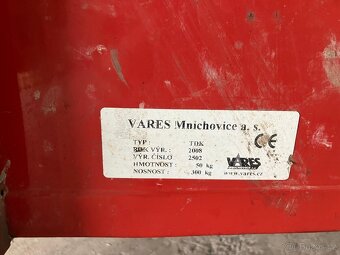 VARES Mnichovice a. s.
TYP : TDK
ROK VÝR. : 2008
VÝR. ČÍSLO : 2502
HMOTNOST : 50 kg
NOSNOST : 300 kg
CE
VARES
www.vares.cz